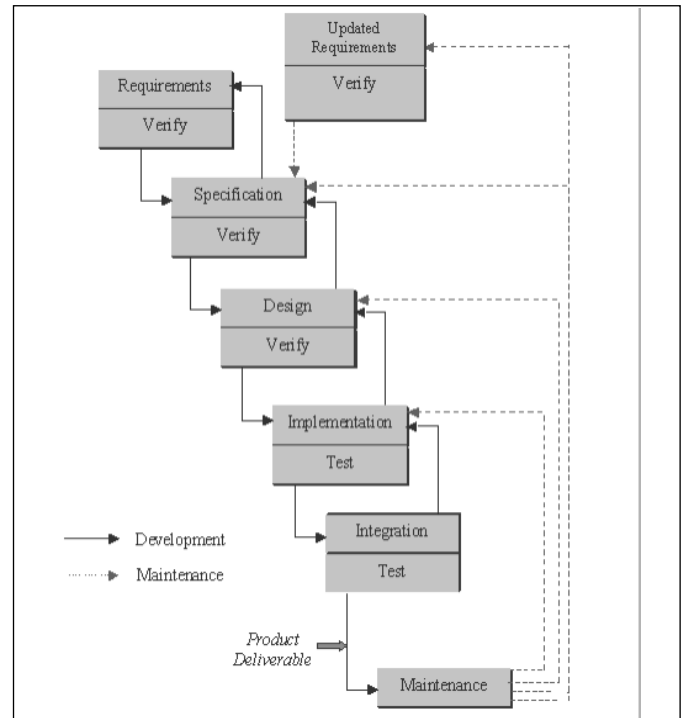 Updated
Requirements
Verify
Requirements
Verify
Specification
Verify
Design
Verify
Implementation
Test
Integration
Test
Development
Maintenance
Product
Deliverable
Maintenance